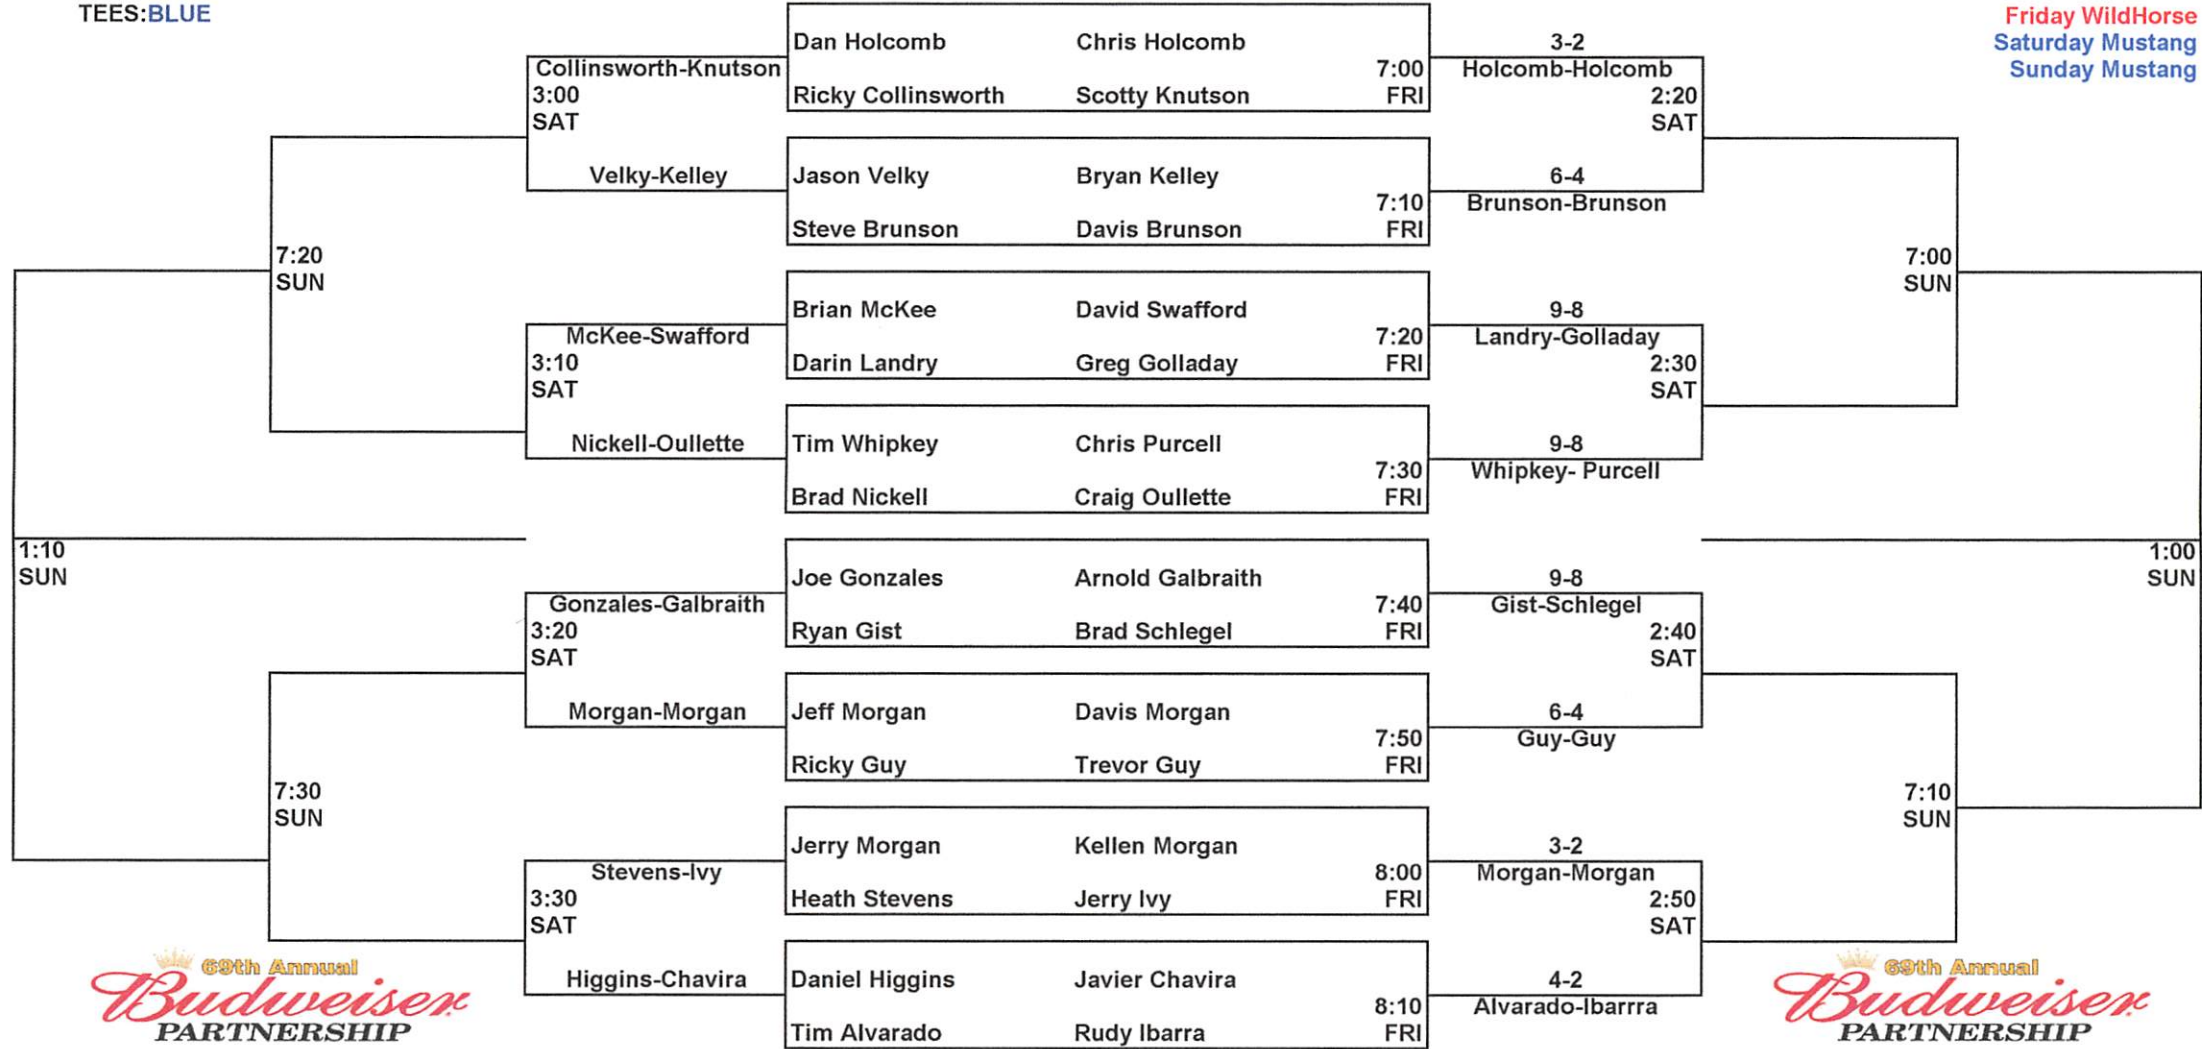 TEES:BLUE
Friday WildHorse
Saturday Mustang
Sunday Mustang
Dan Holcomb Chris Holcomb
3-2
Collinsworth-Knutson
7:00
Holcomb-Holcomb
3:00
Ricky Collinsworth Scotty Knutson
FRI
2:20
SAT
SAT
Velky-Kelley
Jason Velky Bryan Kelley
6-4
7:10
Brunson-Brunson
Steve Brunson Davis Brunson
FRI
7:20
SUN
7:00
SUN
Brian McKee David Swafford
9-8
McKee-Swafford
7:20
Landry-Golladay
3:10
Darin Landry Greg Golladay
FRI
2:30
SAT
SAT
Nickell-Oullette
Tim Whipkey Chris Purcell
9-8
7:30
Whipkey- Purcell
Brad Nickell Craig Oullette
FRI
1:10
SUN
1:00
SUN
Joe Gonzales Arnold Galbraith
9-8
Gonzales-Galbraith
7:40
Gist-Schlegel
3:20
Ryan Gist Brad Schlegel
FRI
2:40
SAT
SAT
Morgan-Morgan
Jeff Morgan Davis Morgan
6-4
7:50
Guy-Guy
Ricky Guy Trevor Guy
FRI
7:30
SUN
7:10
SUN
Jerry Morgan Kellen Morgan
3-2
Stevens-Ivy
8:00
Morgan-Morgan
3:30
Heath Stevens Jerry Ivy
FRI
2:50
SAT
SAT
Higgins-Chavira
Daniel Higgins Javier Chavira
4-2
8:10
Alvarado-Ibarrra
Tim Alvarado Rudy Ibarra
FRI
69th Annual
Budweiser
PARTNERSHIP
69th Annual
Budweiser
PARTNERSHIP